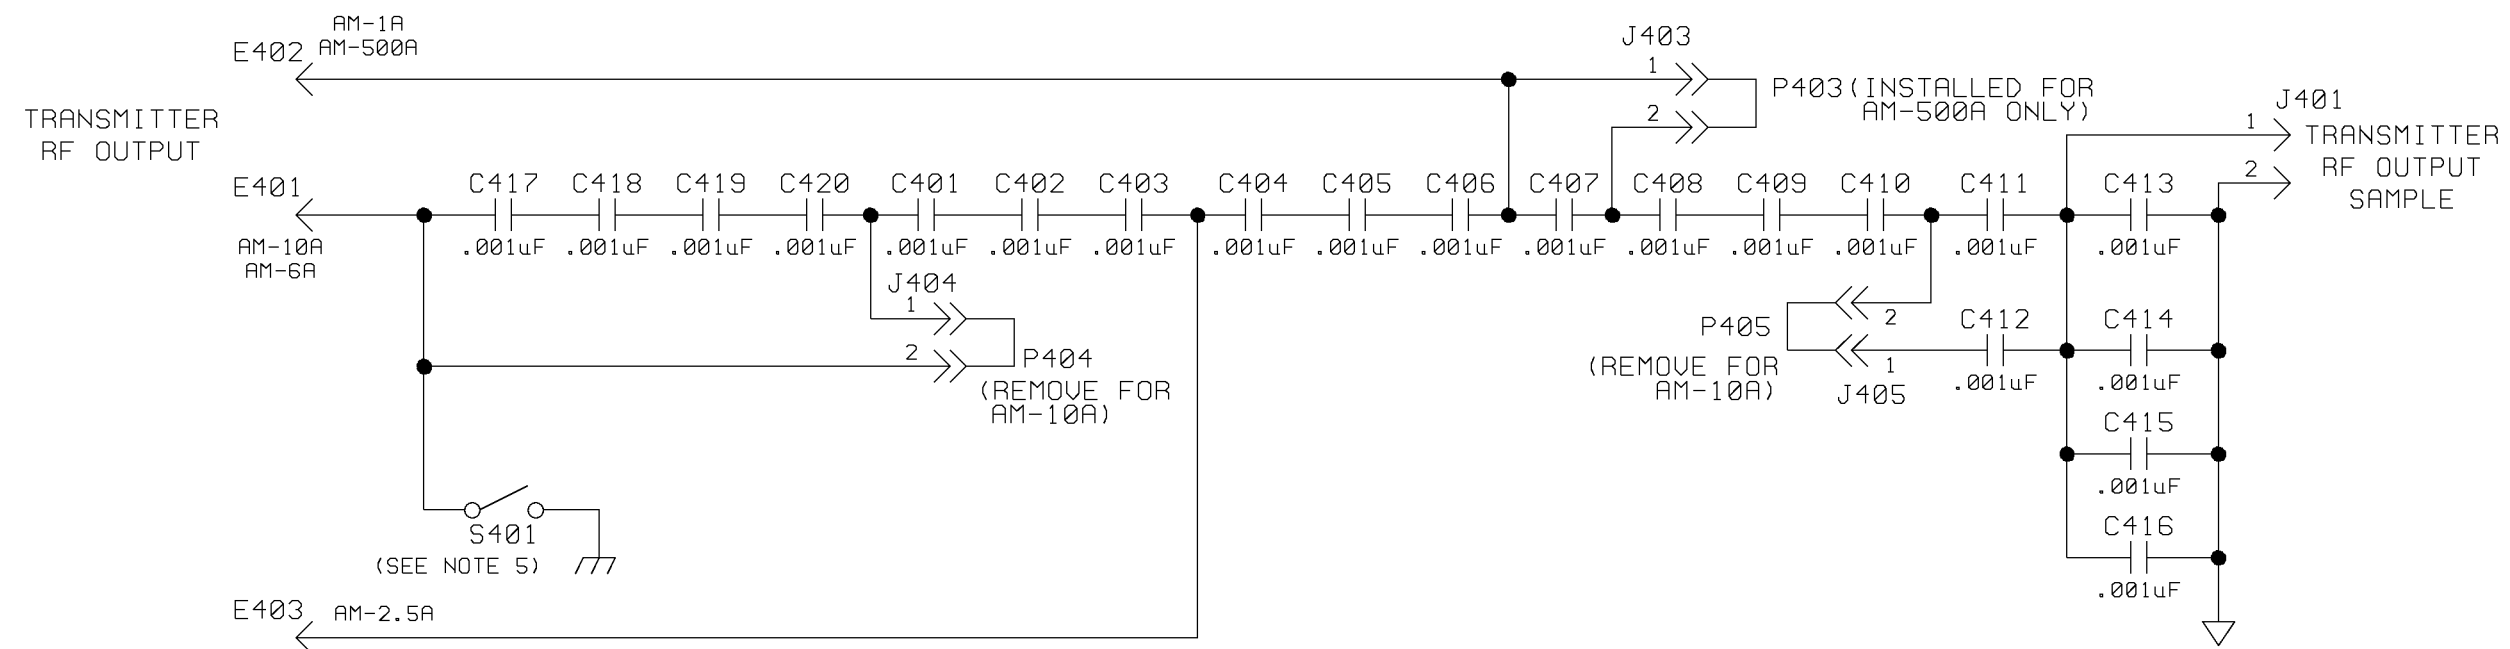 AM-1A
E402 AM-500A
J403
1
P403(INSTALLED FOR
AM-500A ONLY)
2
TRANSMITTER
RF OUTPUT
J401
1
TRANSMITTER
RF OUTPUT
SAMPLE
2
E401
AM-10A
AM-6A
C417 C418 C419 C420 C401 C402 C403 C404 C405 C406 C407 C408 C409 C410 C411 C413
.001uF .001uF .001uF .001uF .001uF .001uF .001uF .001uF .001uF .001uF .001uF .001uF .001uF .001uF .001uF .001uF
J404
1
2
P404
(REMOVE FOR
AM-10A)
P405
(REMOVE FOR
AM-10A)
2
1
J405
C412 C414
.001uF .001uF
C415
.001uF
C416
.001uF
S401
(SEE NOTE 5)
E403 AM-2.5A